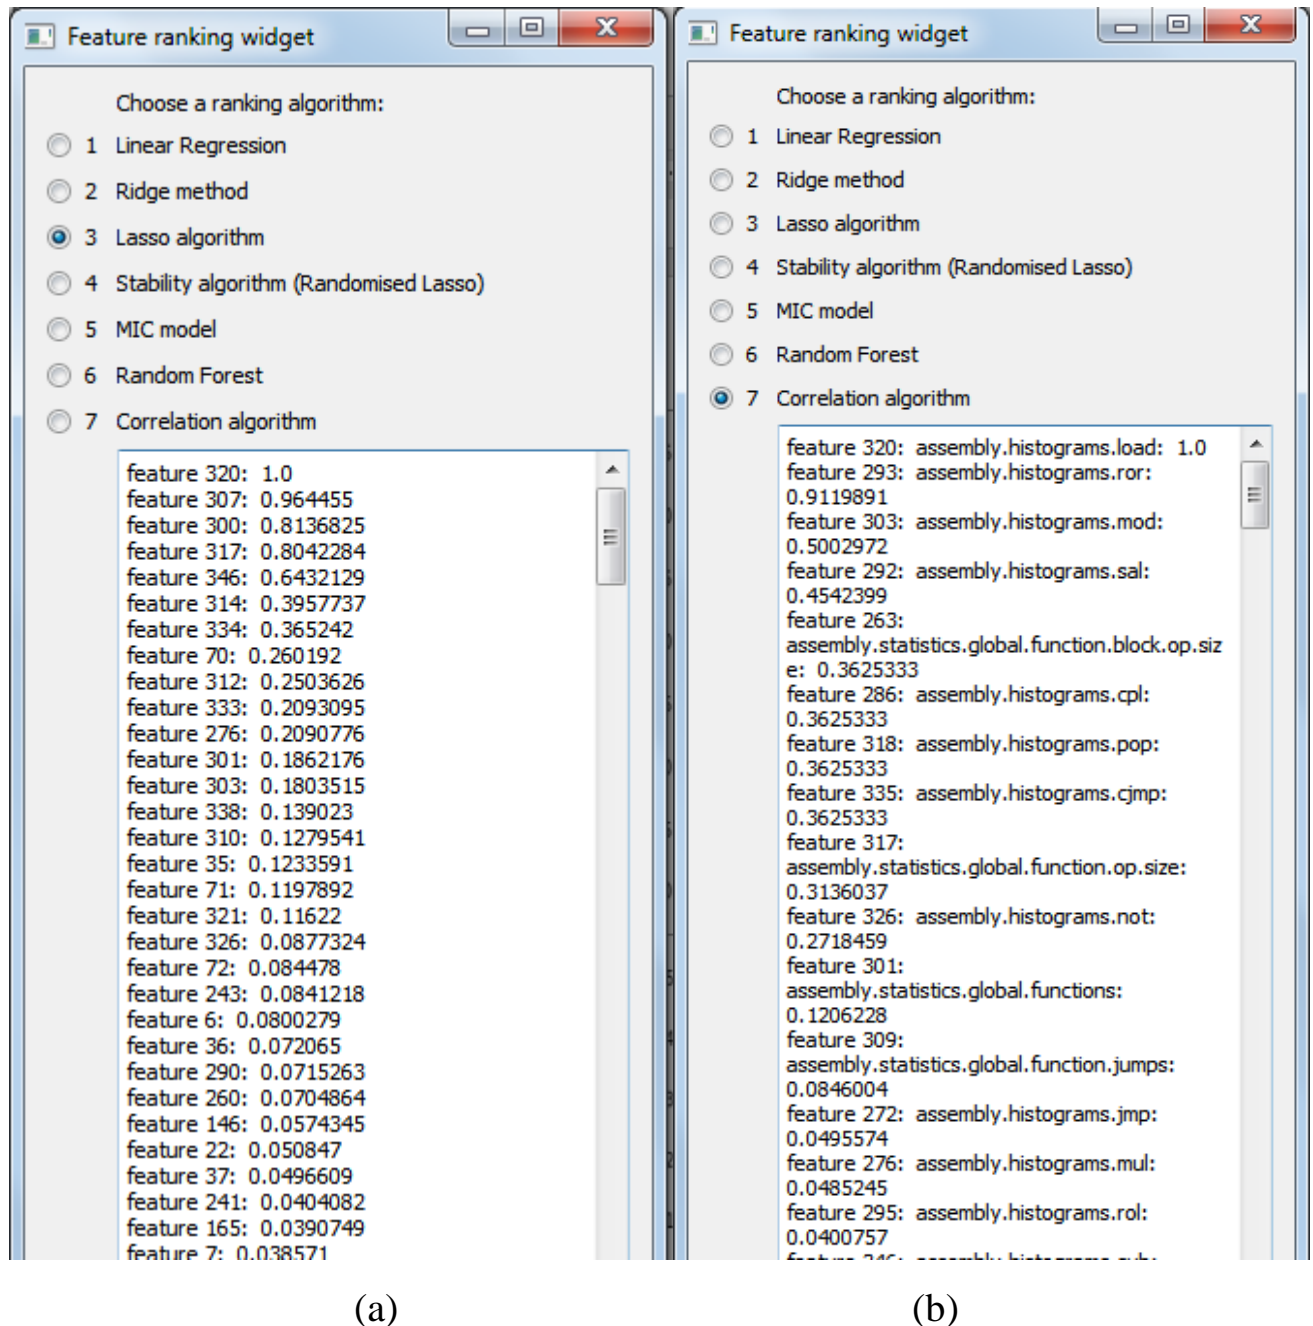 Feature ranking widget
Choose a ranking algorithm:
1 Linear Regression
2 Ridge method
3 Lasso algorithm
4 Stability algorithm (Randomised Lasso)
5 MIC model
6 Random Forest
7 Correlation algorithm
feature 320: 1.0
feature 307: 0.964455
feature 300: 0.8136825
feature 317: 0.8042284
feature 346: 0.6432129
feature 314: 0.3957737
feature 334: 0.365242
feature 70: 0.260192
feature 312: 0.2503626
feature 333: 0.2093095
feature 276: 0.2090776
feature 301: 0.1862176
feature 303: 0.1803515
feature 338: 0.139023
feature 310: 0.1279541
feature 35: 0.1233591
feature 71: 0.1197892
feature 321: 0.11622
feature 326: 0.0877324
feature 72: 0.084478
feature 243: 0.0841218
feature 6: 0.0800279
feature 36: 0.072065
feature 290: 0.0715263
feature 260: 0.0704864
feature 146: 0.0574345
feature 22: 0.050847
feature 37: 0.0496609
feature 241: 0.0404082
feature 165: 0.0390749
feature 7: 0.038571
(a)
Feature ranking widget
Choose a ranking algorithm:
1 Linear Regression
2 Ridge method
3 Lasso algorithm
4 Stability algorithm (Randomised Lasso)
5 MIC model
6 Random Forest
7 Correlation algorithm
feature 320: assembly.histograms.load: 1.0
feature 293: assembly.histograms.ror:
0.9119891
feature 303: assembly.histograms.mod:
0.5002972
feature 292: assembly.histograms.sal:
0.4542399
feature 263:
assembly.statistics.global.function.block.op.siz
e: 0.3625333
feature 286: assembly.histograms.cpl:
0.3625333
feature 318: assembly.histograms.pop:
0.3625333
feature 335: assembly.histograms.cjmp:
0.3625333
feature 317:
assembly.statistics.global.function.op.size:
0.3136037
feature 326: assembly.histograms.not:
0.2718459
feature 301:
assembly.statistics.global.functions:
0.1206228
feature 309:
assembly.statistics.global.function.jumps:
0.0846004
feature 272: assembly.histograms.jmp:
0.0495574
feature 276: assembly.histograms.mul:
0.0485245
feature 295: assembly.histograms.rol:
0.0400757
(b)